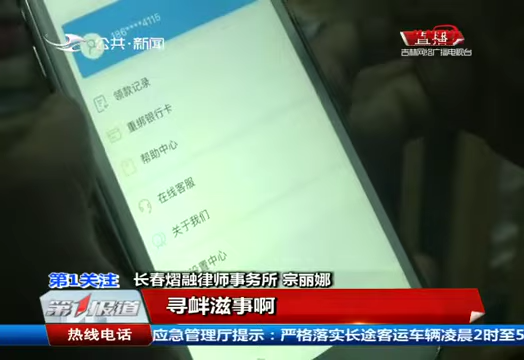 公共·新闻
直播
吉林网络广播电视台
186****4116
领款记录
重绑银行卡
帮助中心
在线客服
关于我们
设置中心
第1关注 长春熠融律师事务所 宗丽娜
第1报道 寻衅滋事啊
热线电话 应急管理厅提示：严格落实长途客运车辆凌晨2时至5